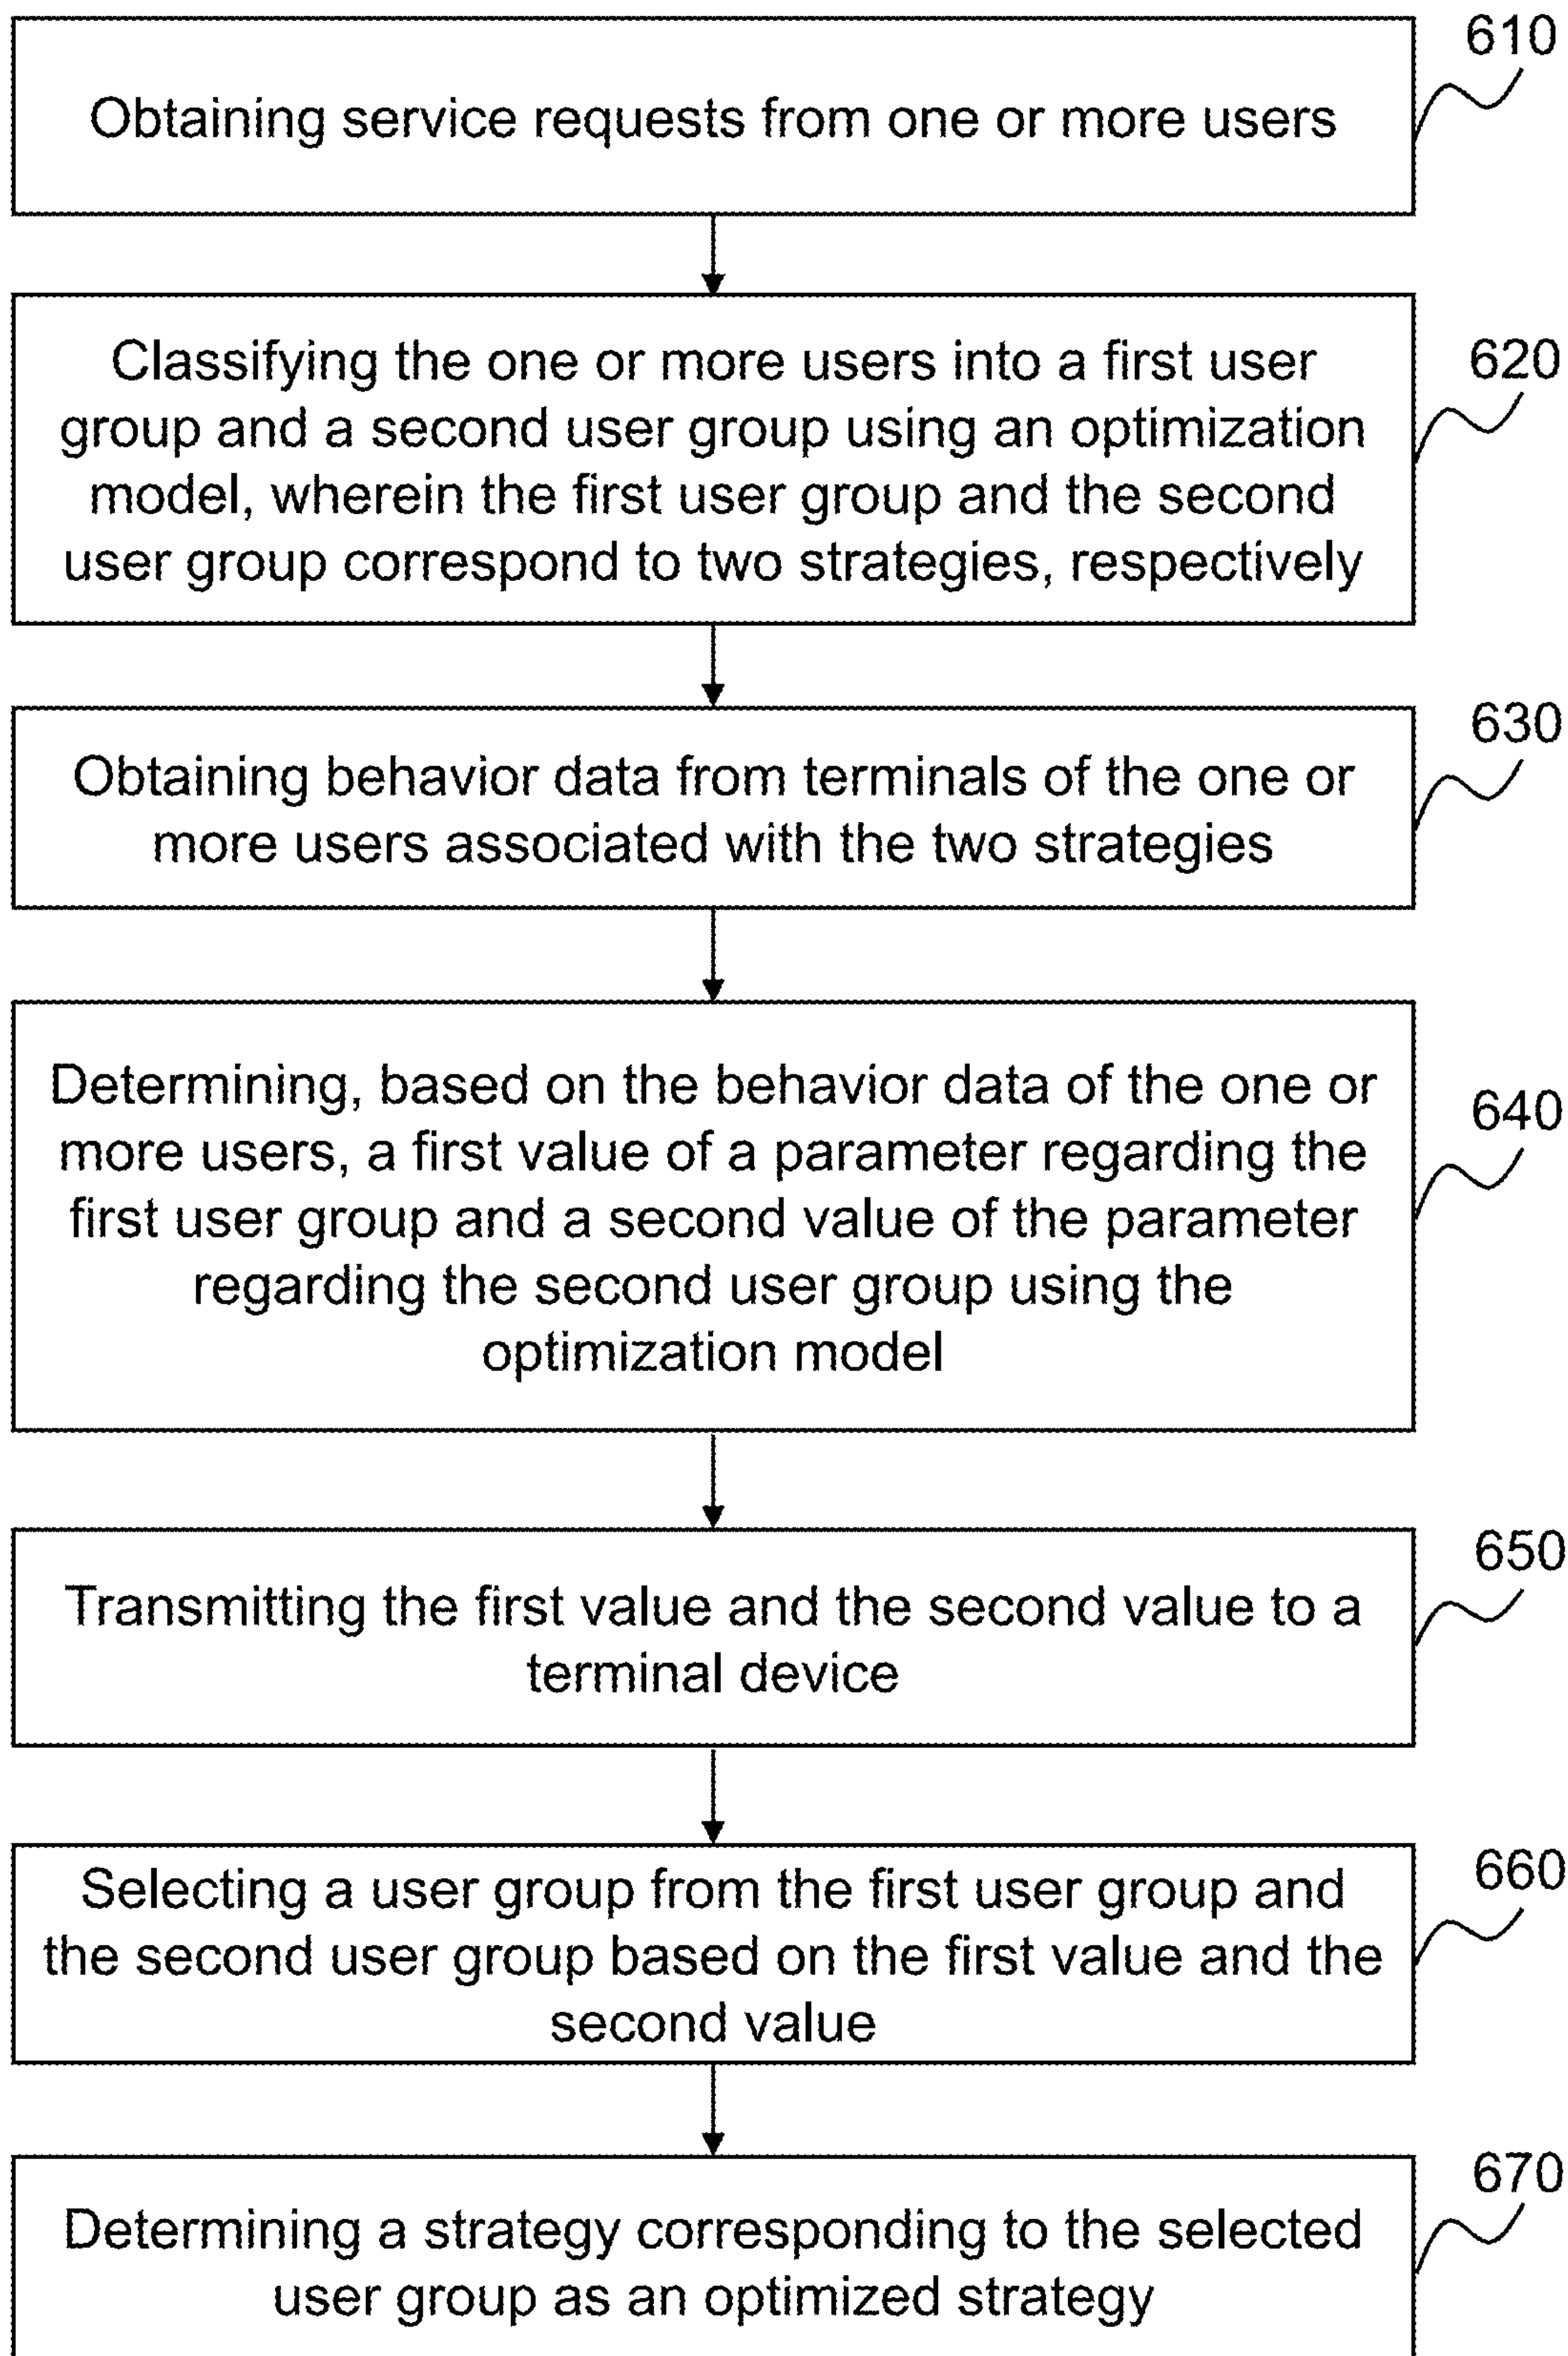 610
Obtaining service requests from one or more users
620
Classifying the one or more users into a first user
group and a second user group using an optimization
model, wherein the first user group and the second
user group correspond to two strategies, respectively
630
Obtaining behavior data from terminals of the one or
more users associated with the two strategies
640
Determining, based on the behavior data of the one or
more users, a first value of a parameter regarding the
first user group and a second value of the parameter
regarding the second user group using the
optimization model
650
Transmitting the first value and the second value to a
terminal device
660
Selecting a user group from the first user group and
the second user group based on the first value and the
second value
670
Determining a strategy corresponding to the selected
user group as an optimized strategy